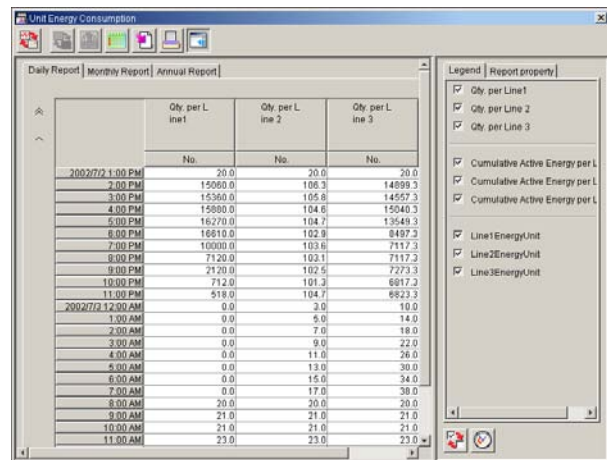 Unit Energy Consumption
Daily Report Monthly Report Annual Report
Qty. per L
ine1
Qty. per L
ine 2
Qty. per L
ine 3
No. No. No.
2002/7/2 1:00 PM 20.0 20.0 20.0
2:00 PM 15060.0 106.3 14899.3
3:00 PM 15360.0 105.8 14557.3
4:00 PM 15880.0 104.6 15040.3
5:00 PM 16270.0 104.7 13549.3
6:00 PM 16610.0 102.9 8497.3
7:00 PM 10000.0 103.6 7117.3
8:00 PM 7120.0 103.1 7117.3
9:00 PM 2120.0 102.5 7273.3
10:00 PM 712.0 101.3 6817.3
11:00 PM 518.0 104.7 6823.3
2002/7/3 12:00 AM 0.0 3.0 10.0
1:00 AM 0.0 5.0 14.0
2:00 AM 0.0 7.0 18.0
3:00 AM 0.0 9.0 22.0
4:00 AM 0.0 11.0 26.0
5:00 AM 0.0 13.0 30.0
6:00 AM 0.0 15.0 34.0
7:00 AM 0.0 17.0 38.0
8:00 AM 20.0 20.0 20.0
9:00 AM 21.0 21.0 21.0
10:00 AM 21.0 21.0 21.0
11:00 AM 23.0 23.0 23.0
Legend Report property
Qty. per Line1
Qty. per Line 2
Qty. per Line 3
Cumulative Active Energy per L
Cumulative Active Energy per L
Cumulative Active Energy per L
Line1EnergyUnit
Line2EnergyUnit
Line3EnergyUnit